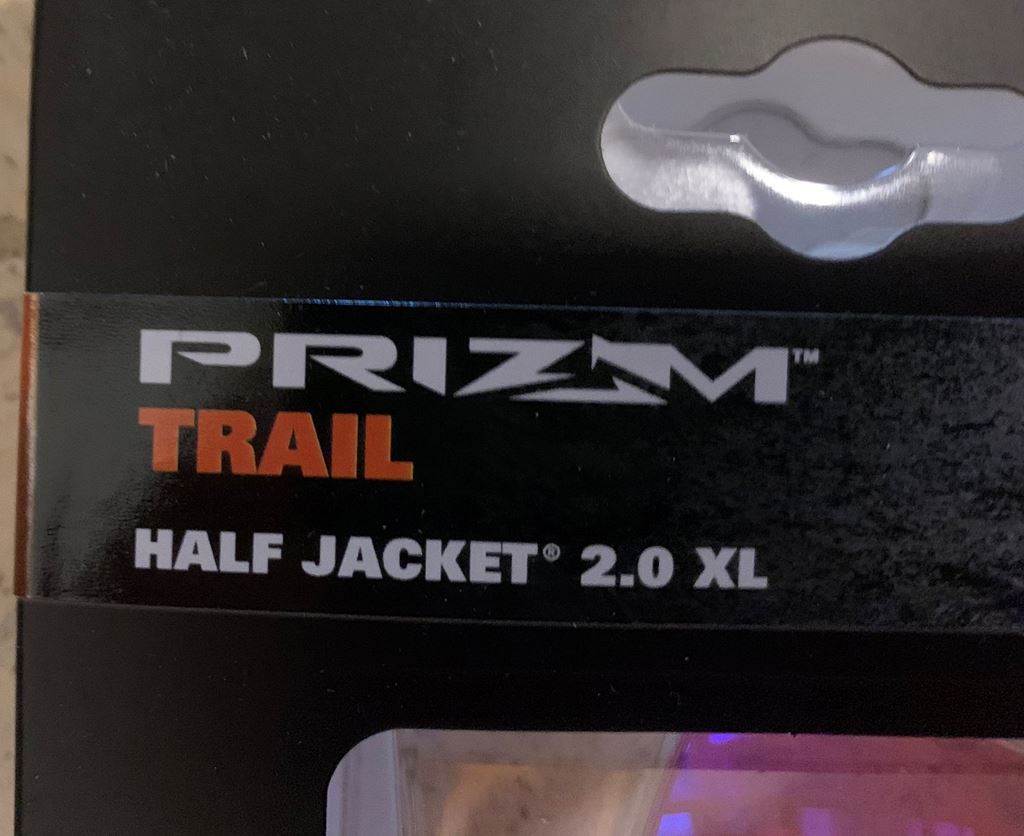 PRIZM™
TRAIL
HALF JACKET® 2.0 XL